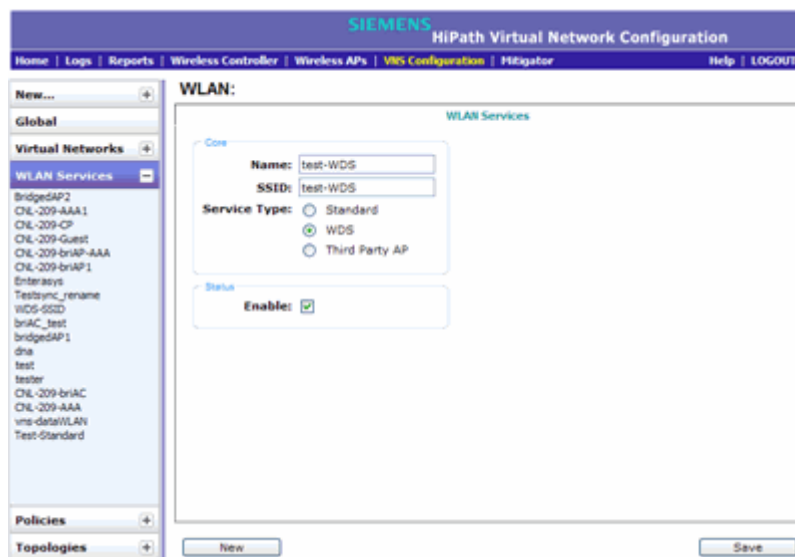 SIEMENS
HiPath Virtual Network Configuration
Home | Logs | Reports | Wireless Controller | Wireless APs | VNS Configuration | Mitigator Help | LOGOUT
New...
Global
Virtual Networks
WLAN Services
BridgedAP2
CNL-209-AAA1
CNL-209-CP
CNL-209-Guest
CNL-209-briAP-AAA
CNL-209-briAP1
Enterasys
Testsync_rename
WDS-SSID
briAC_test
bridgedAP1
dna
test
tester
CNL-209-briAC
CNL-209-AAA
vns-dataWLAN
Test-Standard
Policies
Topologies
WLAN:
WLAN Services
Core
Name: test-WDS
SSID: test-WDS
Service Type: Standard
WDS
Third Party AP
Status
Enable:
New
Save